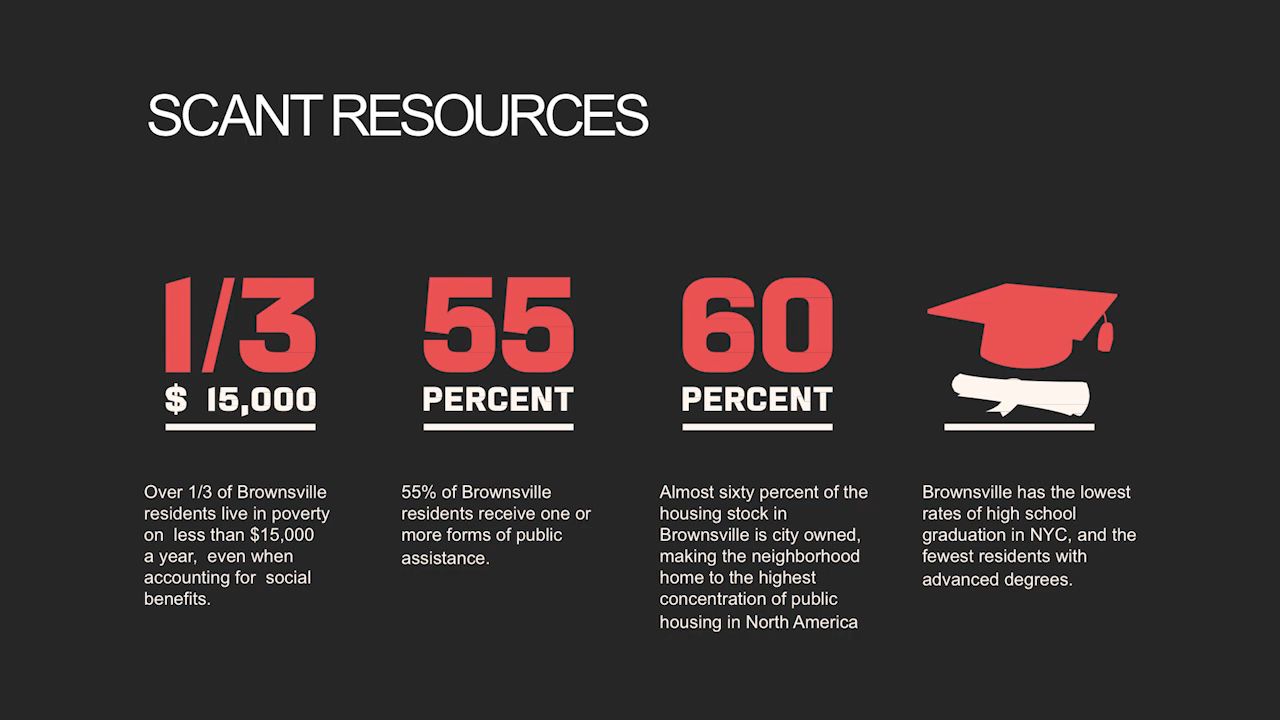 SCANT RESOURCES
1/3
$ 15,000
Over 1/3 of Brownsville
residents live in poverty
on less than $15,000
a year, even when
accounting for social
benefits.
55
PERCENT
55% of Brownsville
residents receive one or
more forms of public
assistance.
60
PERCENT
Almost sixty percent of the
housing stock in
Brownsville is city owned,
making the neighborhood
home to the highest
concentration of public
housing in North America
Brownsville has the lowest
rates of high school
graduation in NYC, and the
fewest residents with
advanced degrees.